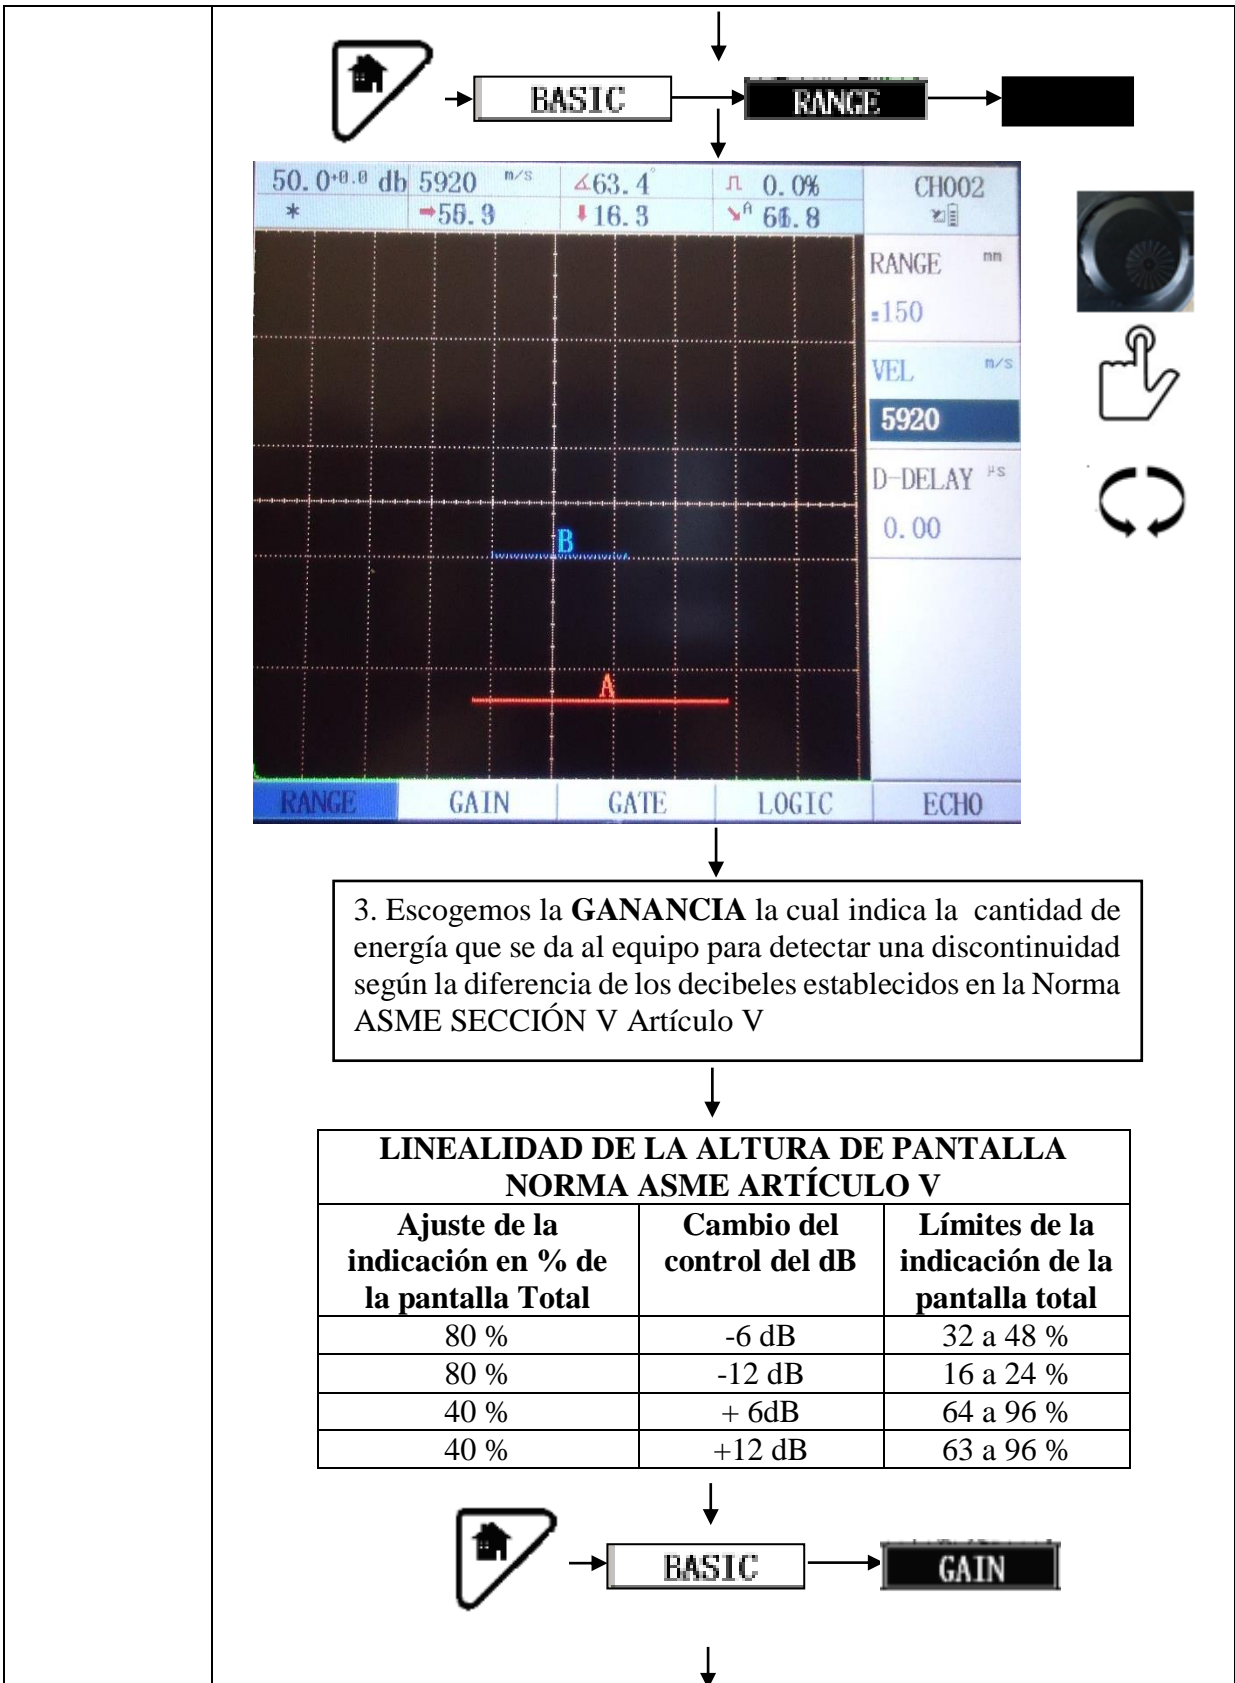 BASIC RANGE
50.0+0.0 db 5920 m/s ∡63.4° 0.0% CH002
* 16.3
RANGE mm
150
VEL m/s
5920
D-DELAY µs
0.00
B
A
RANGE GAIN GATE LOGIC ECHO
3. Escogemos la GANANCIA la cual indica la cantidad de
energía que se da al equipo para detectar una discontinuidad
según la diferencia de los decibeles establecidos en la Norma
ASME SECCIÓN V Artículo V
LINEALIDAD DE LA ALTURA DE PANTALLA
NORMA ASME ARTÍCULO V
Ajuste de la
indicación en % de
la pantalla Total
Cambio del
control del dB
Límites de la
indicación de la
pantalla total
80 % -6 dB 32 a 48 %
80 % -12 dB 16 a 24 %
40 % + 6dB 64 a 96 %
40 % +12 dB 63 a 96 %
BASIC GAIN